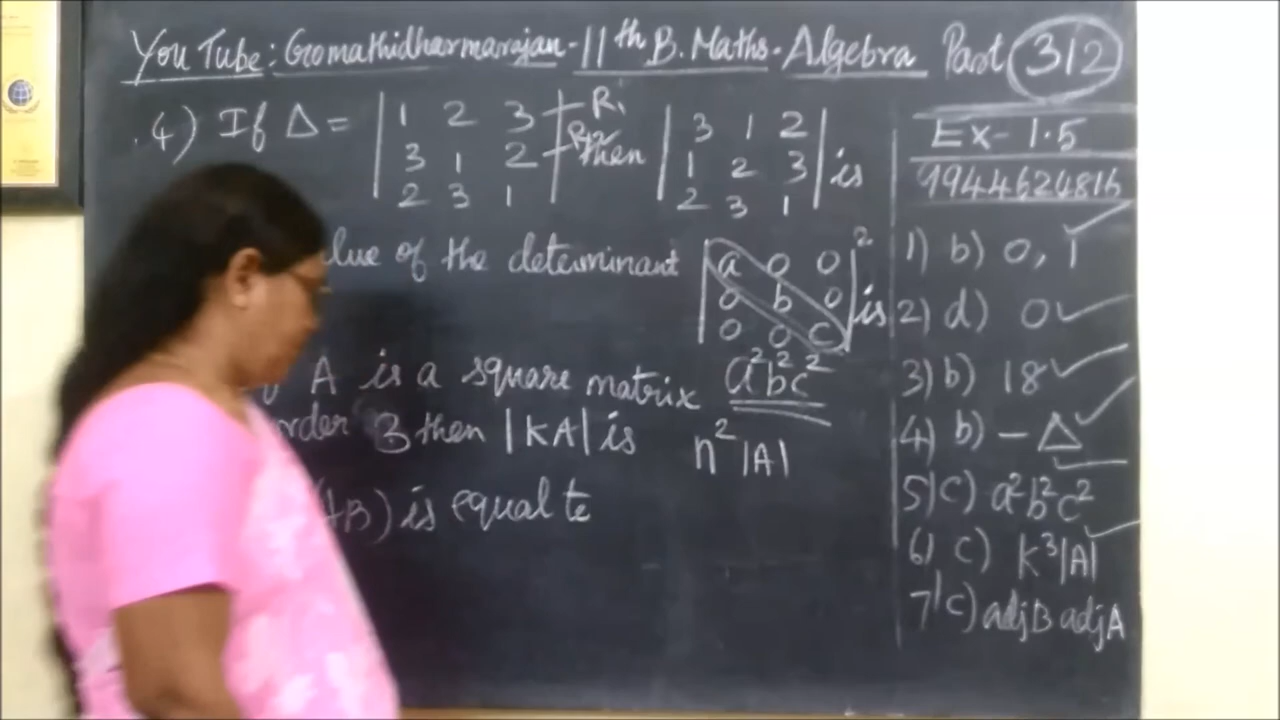 You Tube: Gomathidharmarajan - 11th B. Maths - Algebra Part 312
.4) If Δ = | 1 2 3 | R1 then | 3 1 2 | is
| 3 1 2 | R2 | 1 2 3 |
| 2 3 1 | | 2 3 1 |
lue of the determinant | a 0 0 |² is
| 0 b 0 |
| 0 0 c |
A is a square matrix a²b²c²
rder 3 then |KA| is n²|A|
AB) is equal to
Ex- 1.5
9944624816
1) b) 0, 1
2) d) 0
3) b) 18
4) b) - Δ
5) c) a²b²c²
6) c) k³|A|
7) c) adjB adjA